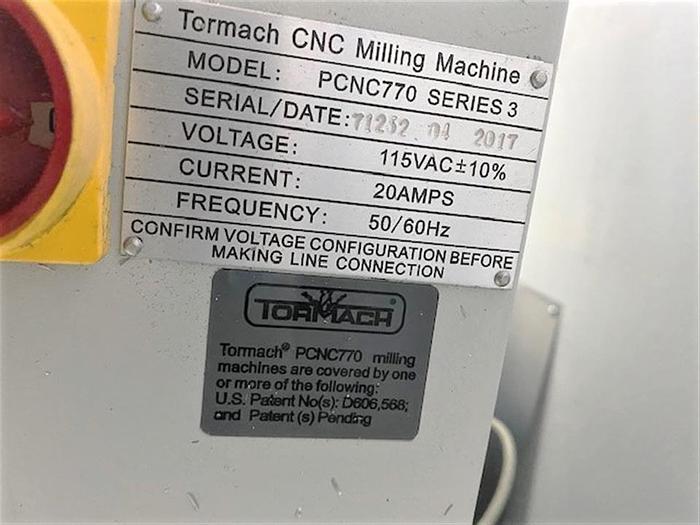 Tormach CNC Milling Machine
MODEL: PCNC770 SERIES 3
SERIAL/DATE: 71232 04 2017
VOLTAGE: 115VAC±10%
CURRENT: 20AMPS
FREQUENCY: 50/60Hz
CONFIRM VOLTAGE CONFIGURATION BEFORE
MAKING LINE CONNECTION
TORMACH
Tormach® PCNC770 milling
machines are covered by one
or more of the following:
U.S. Patent No(s): D606,568;
and Patent (s) Pending